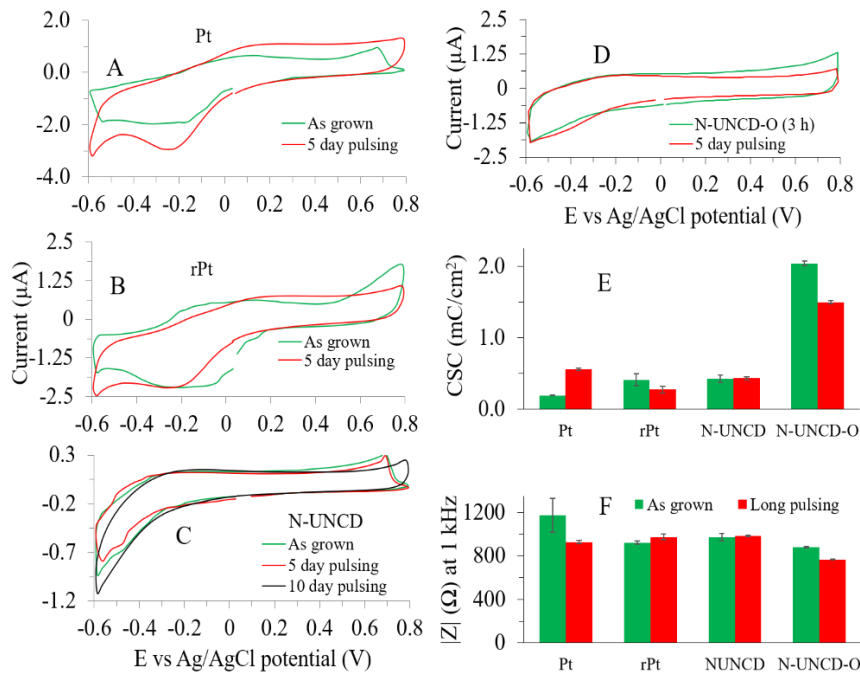 2.0
0.0
-2.0
-4.0
Current (µA)
A
Pt
As grown
5 day pulsing
-0.6 -0.4 -0.2 0 0.2 0.4 0.6 0.8
2.5
1.25
0
-1.25
-2.5
Current (µA)
B
rPt
As grown
5 day pulsing
-0.6 -0.4 -0.2 0 0.2 0.4 0.6 0.8
0.3
-0.2
-0.7
-1.2
C
N-UNCD
As grown
5 day pulsing
10 day pulsing
-0.6 -0.4 -0.2 0 0.2 0.4 0.6 0.8
E vs Ag/AgCl potential (V)
2.5
1.25
0.0
-1.25
-2.5
Current (µA)
D
N-UNCD-O (3 h)
5 day pulsing
-0.6 -0.4 -0.2 0 0.2 0.4 0.6 0.8
E vs Ag/AgCl potential (V)
2.0
1.0
0.0
CSC (mC/cm²)
E
Pt rPt N-UNCD N-UNCD-O
1200
800
400
0
|Z| (Ω) at 1 kHz
F
As grown
Long pulsing
Pt rPt NUNCD N-UNCD-O